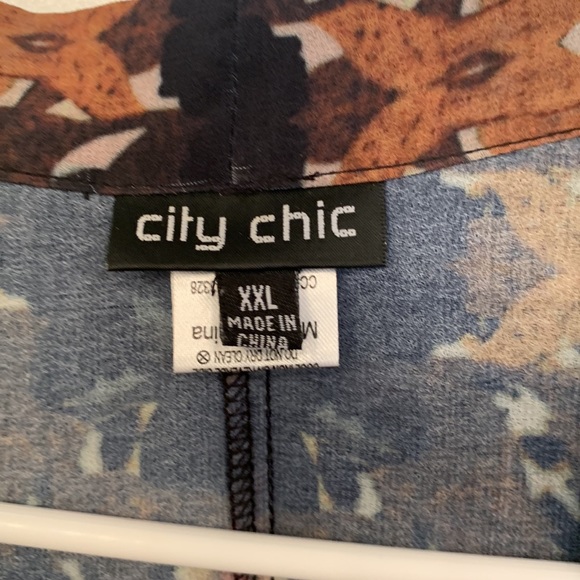 city chic
XXL
MADE IN
CHINA
DO NOT DRY CLEAN